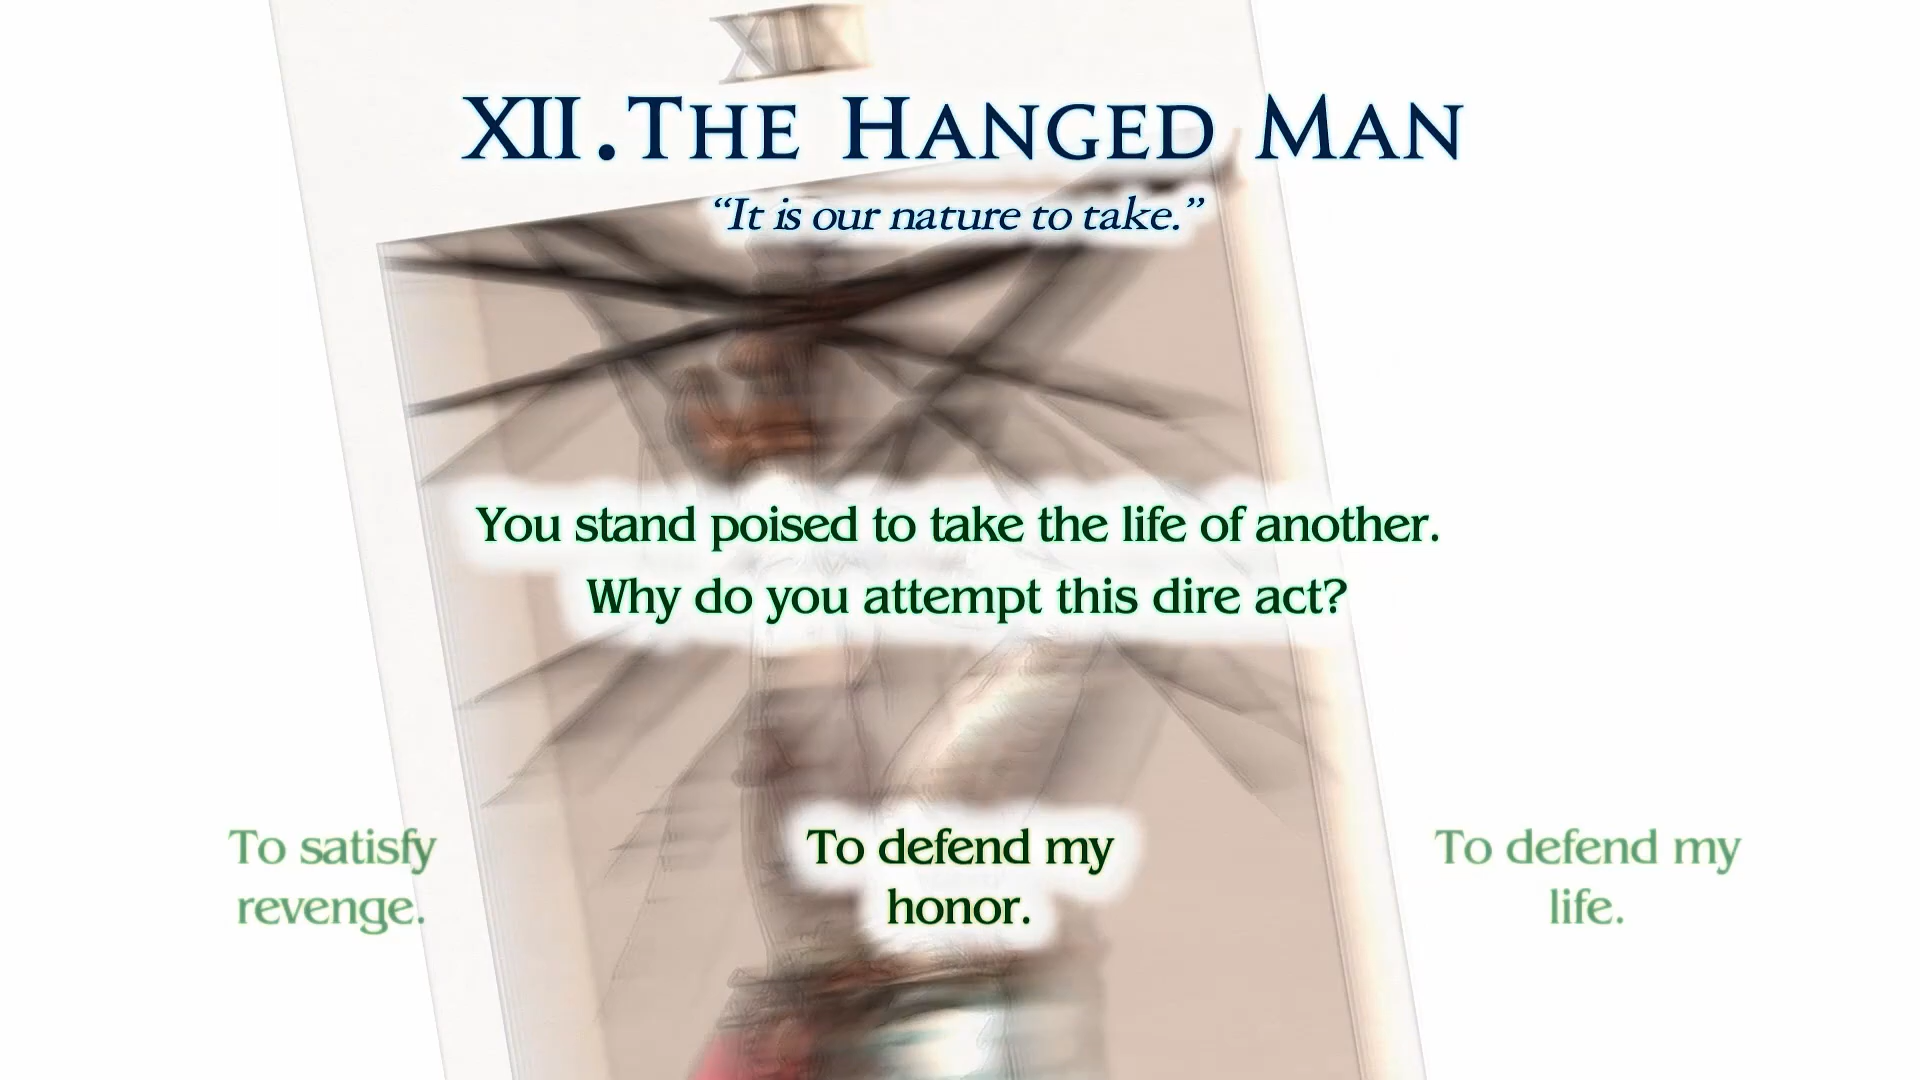 XII
XII. THE HANGED MAN
“It is our nature to take.”
You stand poised to take the life of another.
Why do you attempt this dire act?
To satisfy
revenge.
To defend my
honor.
To defend my
life.